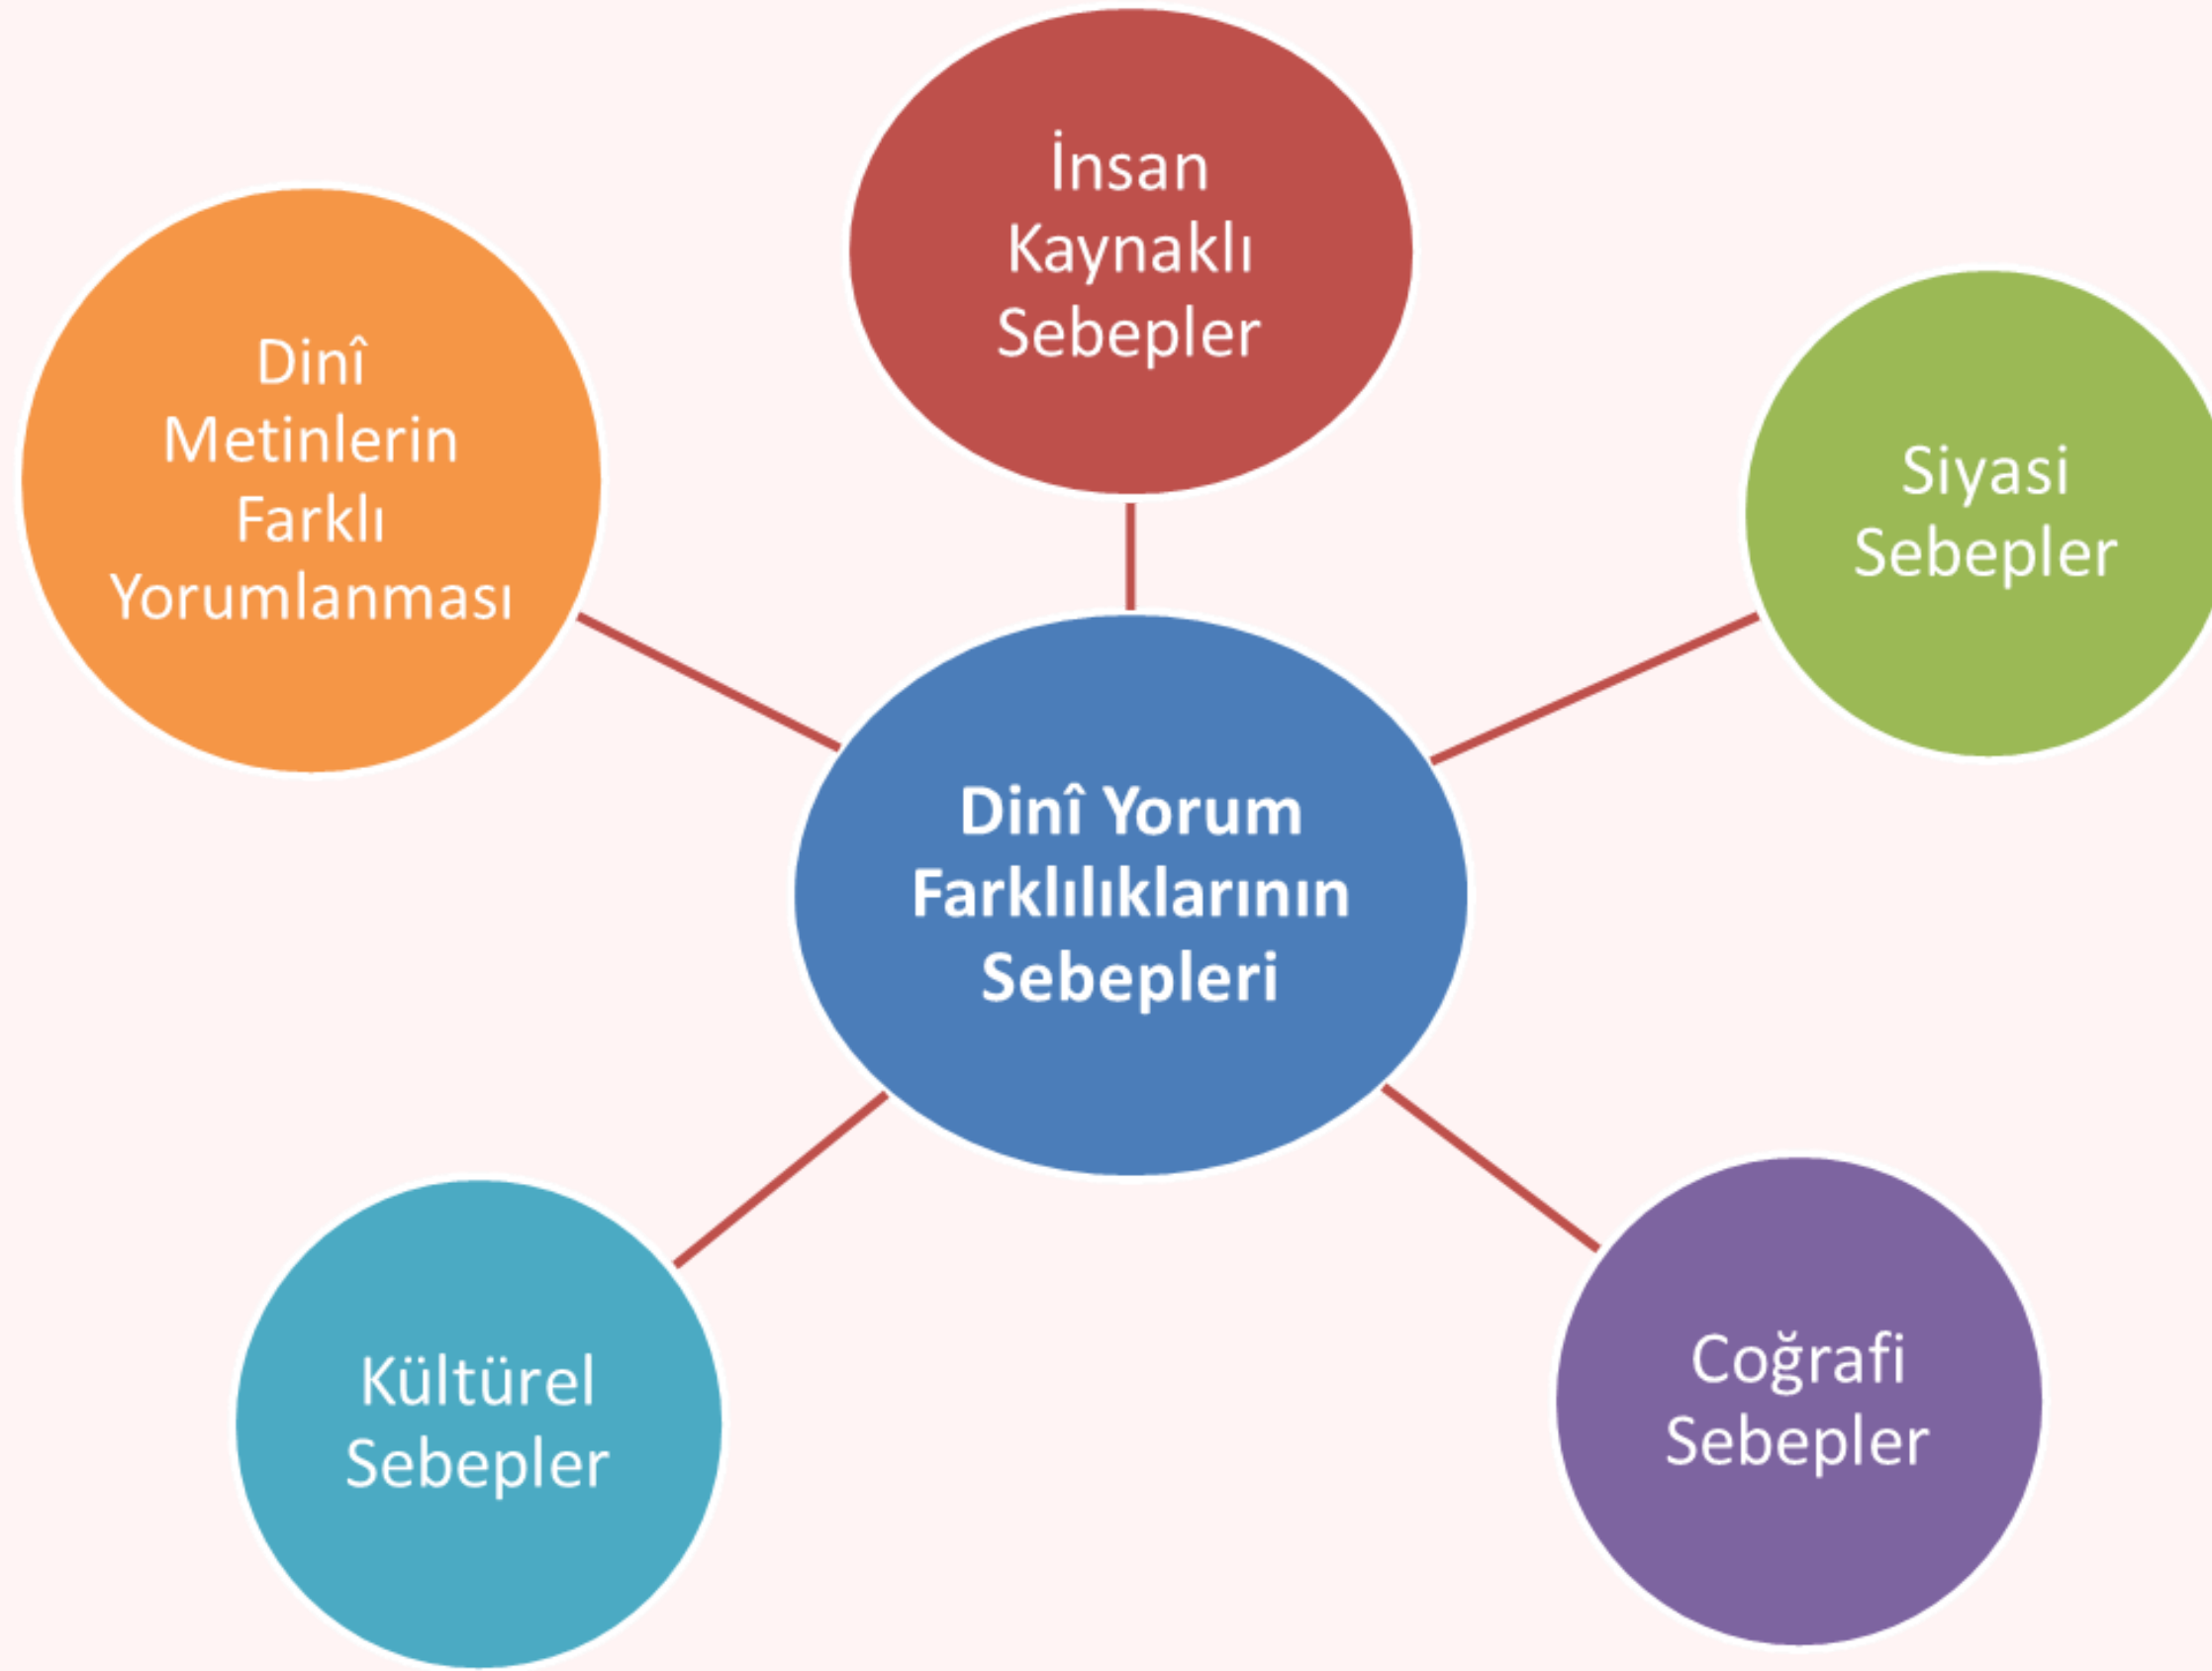 İnsan
Kaynaklı
Sebepler
Dinî
Metinlerin
Farklı
Yorumlanması
Siyasi
Sebepler
Dinî Yorum
Farklılıklarının
Sebepleri
Kültürel
Sebepler
Coğrafi
Sebepler